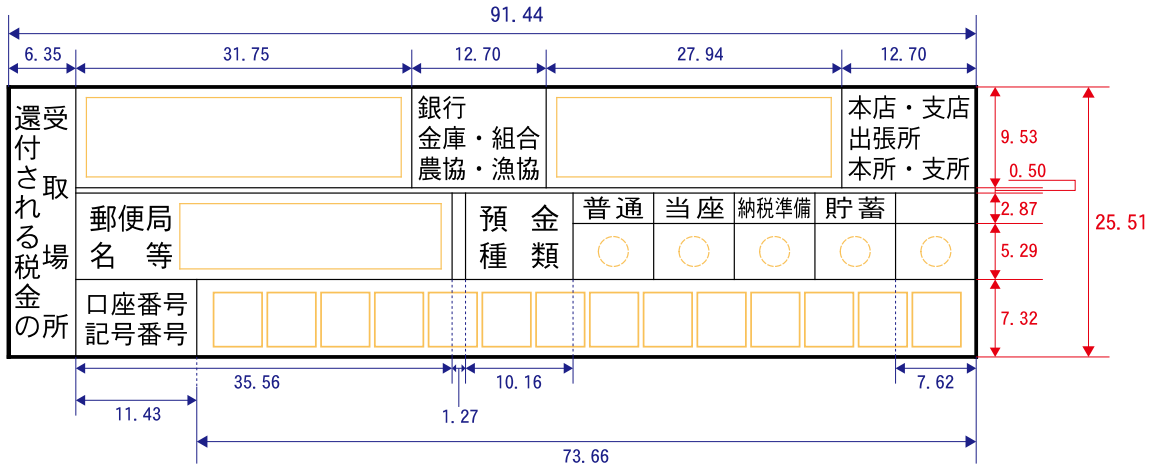 91.44
6.35
31.75
12.70
27.94
12.70
還付される税金の
受取場所
銀行
金庫・組合
農協・漁協
本店・支店
出張所
本所・支所
9.53
0.50
郵便局
名等
預金
種類
普通
当座
納税準備
貯蓄
2.87
25.51
5.29
口座番号
記号番号
7.32
35.56
10.16
7.62
11.43
1.27
73.66